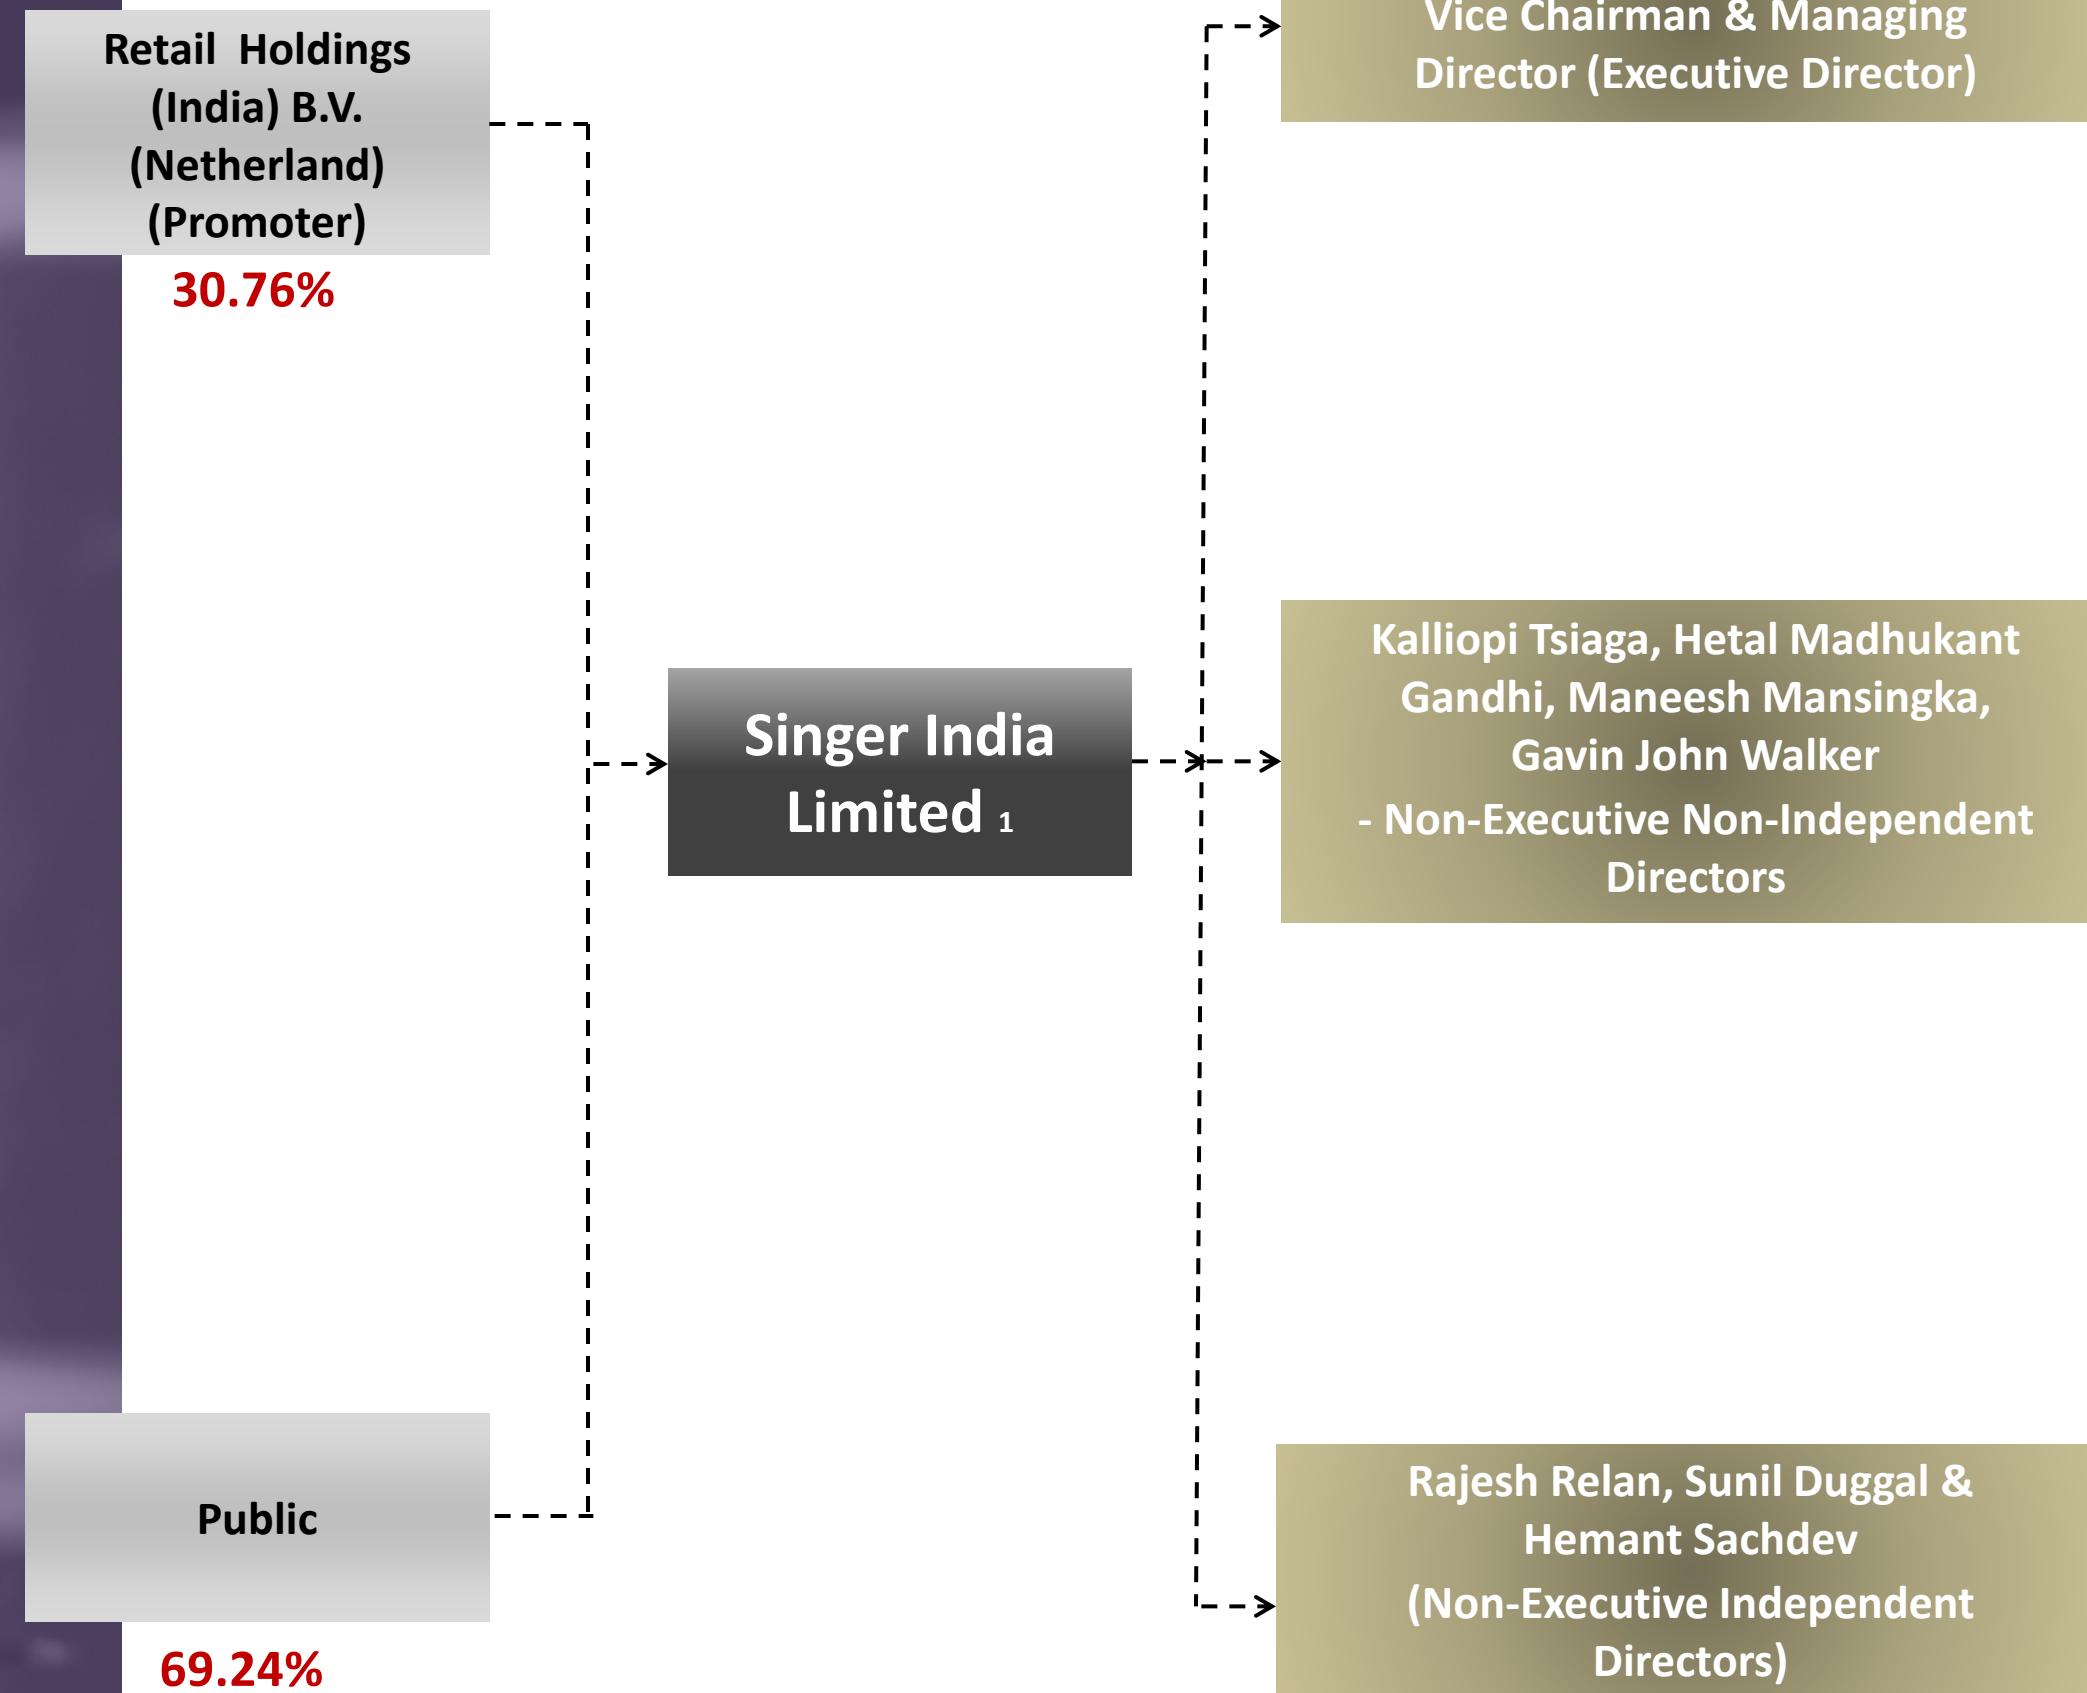 Retail Holdings
(India) B.V.
(Netherland)
(Promoter)
30.76%
Public
69.24%
Singer India
Limited 1
Vice Chairman & Managing
Director (Executive Director)
Kalliopi Tsiaga, Hetal Madhukant
Gandhi, Maneesh Mansingka,
Gavin John Walker
- Non-Executive Non-Independent
Directors
Rajesh Relan, Sunil Duggal &
Hemant Sachdev
(Non-Executive Independent
Directors)